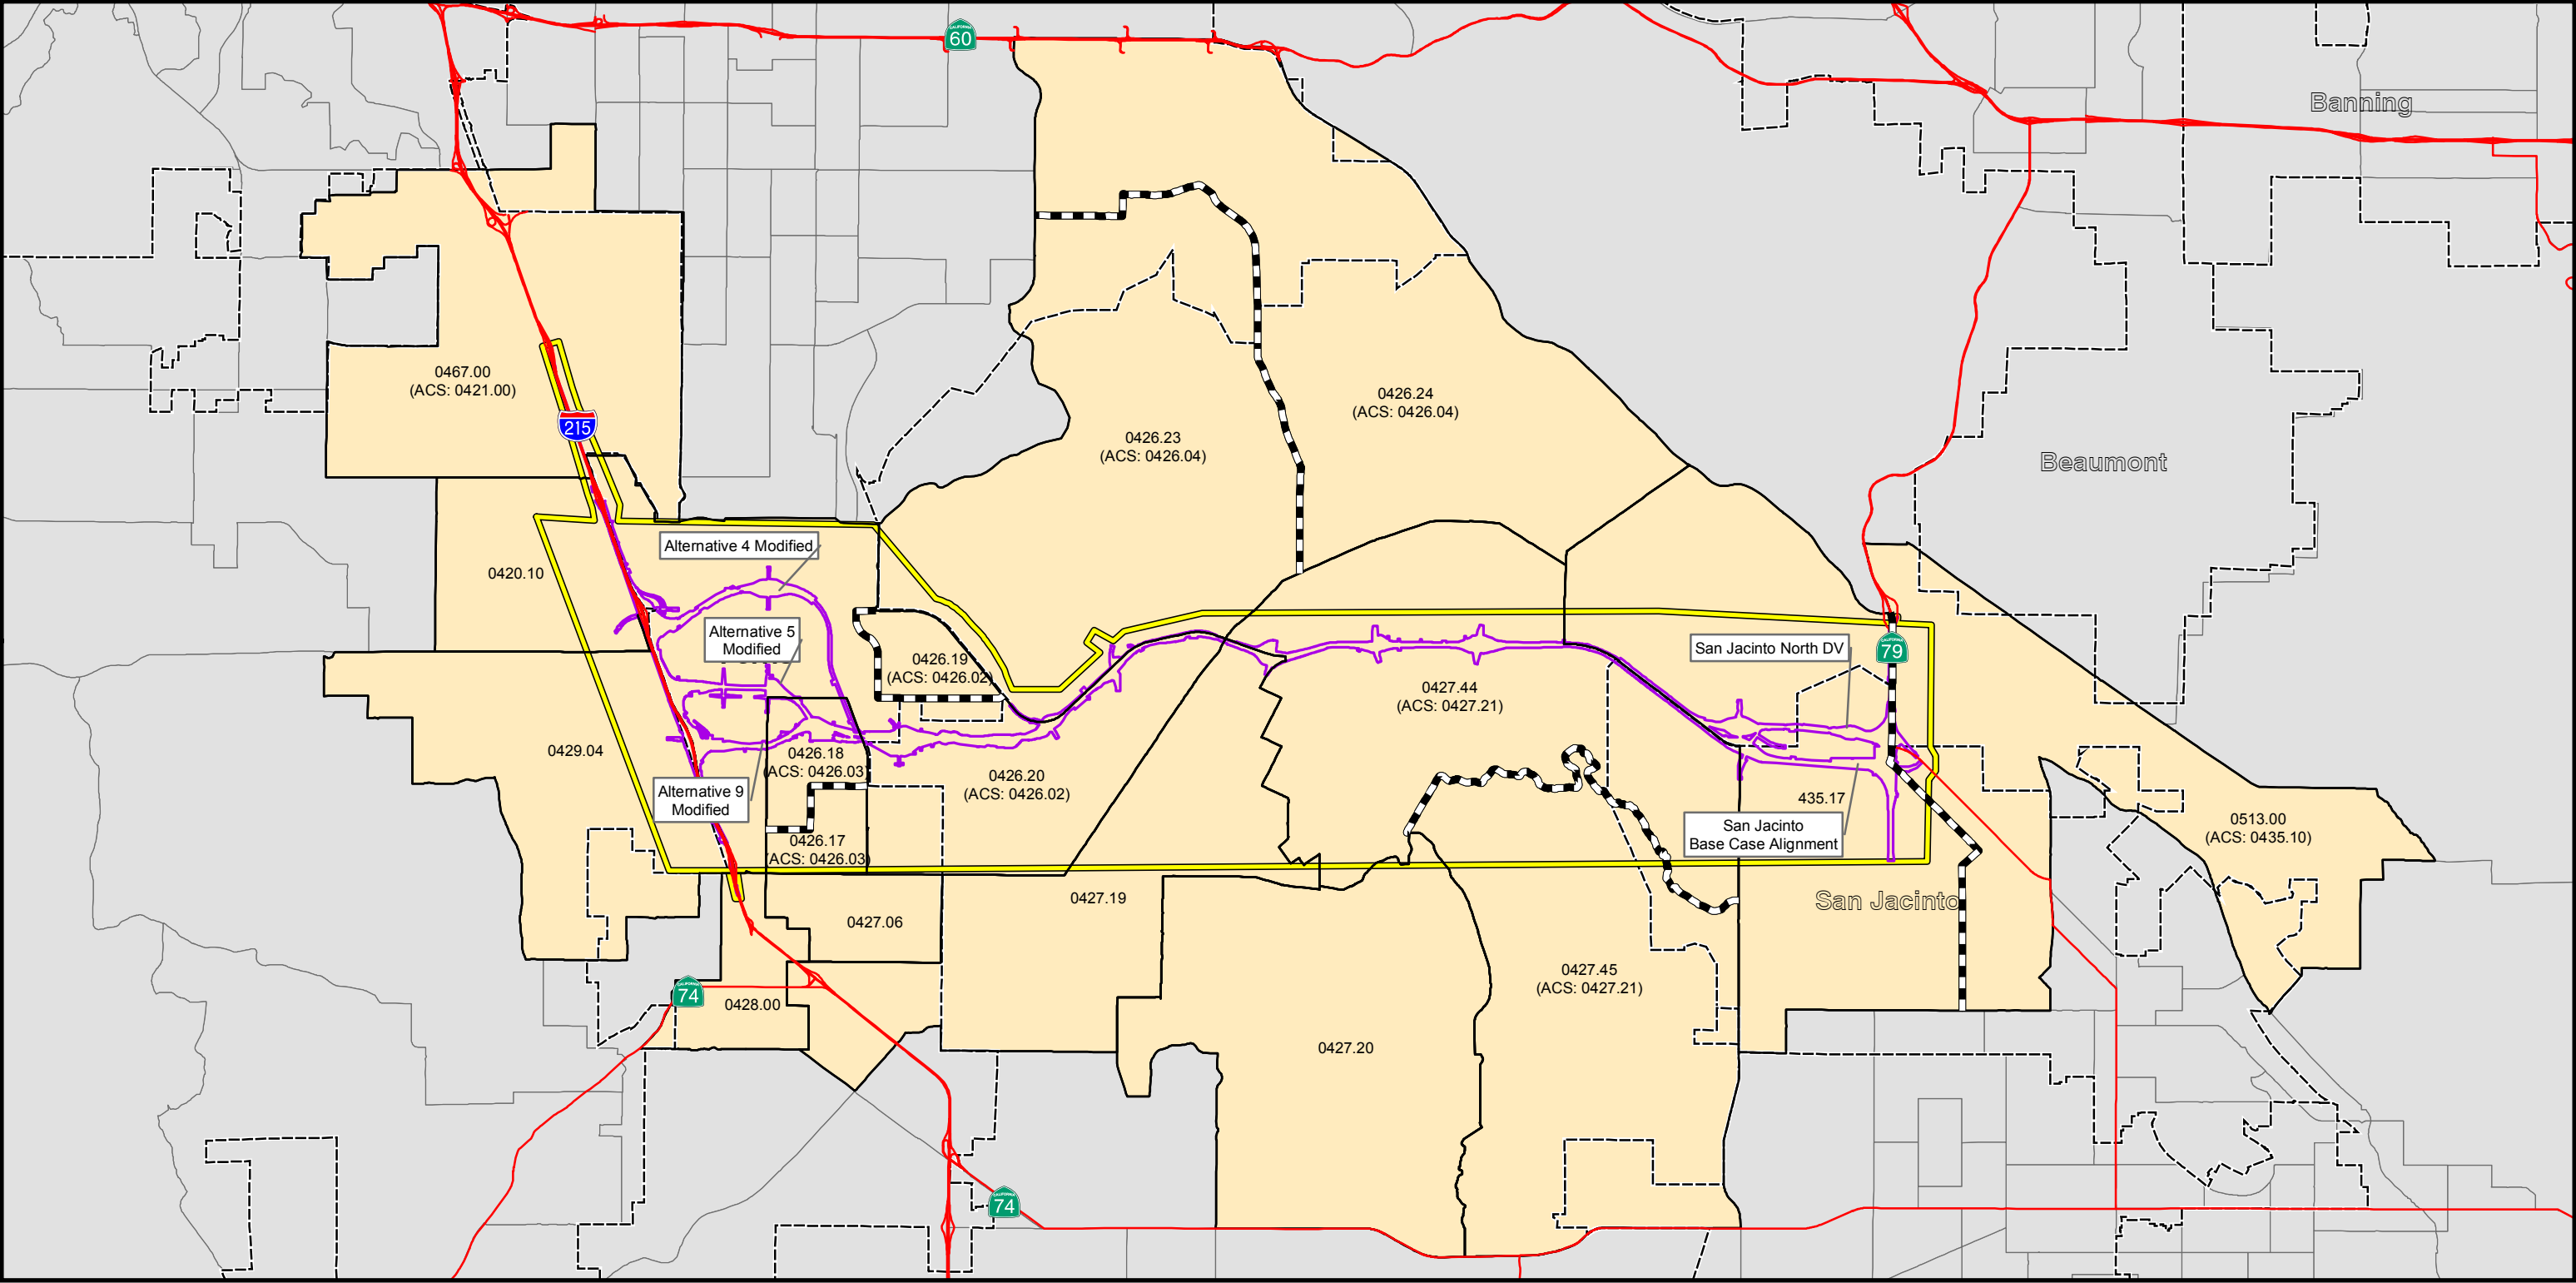 CALIFORNIA
60
Banning
0467.00
(ACS: 0421.00)
0426.24
(ACS: 0426.04)
215
0426.23
(ACS: 0426.04)
Beaumont
Alternative 4 Modified
0420.10
Alternative 5
Modified
0426.19
(ACS: 0426.02)
San Jacinto North DV
CALIFORNIA
79
0427.44
(ACS: 0427.21)
0429.04
0426.18
(ACS: 0426.03)
0426.20
(ACS: 0426.02)
Alternative 9
Modified
435.17
0513.00
(ACS: 0435.10)
San Jacinto
Base Case Alignment
0426.17
(ACS: 0426.03)
0427.19
San Jacinto
0427.06
0427.45
(ACS: 0427.21)
CALIFORNIA
74
0428.00
0427.20
CALIFORNIA
74